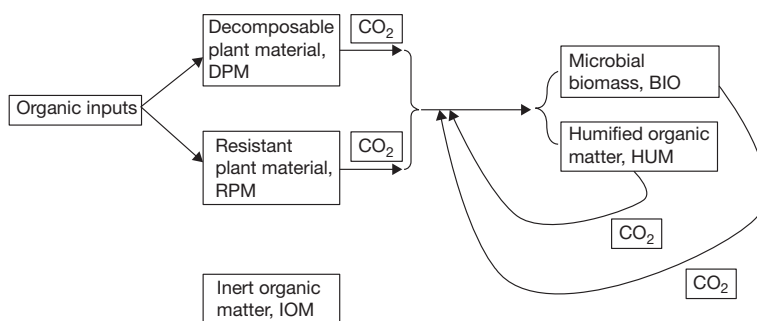 Organic inputs
Decomposable
plant material,
DPM
CO₂
Resistant
plant material,
RPM
CO₂
Inert organic
matter, IOM
Microbial
biomass, BIO
Humified organic
matter, HUM
CO₂
CO₂